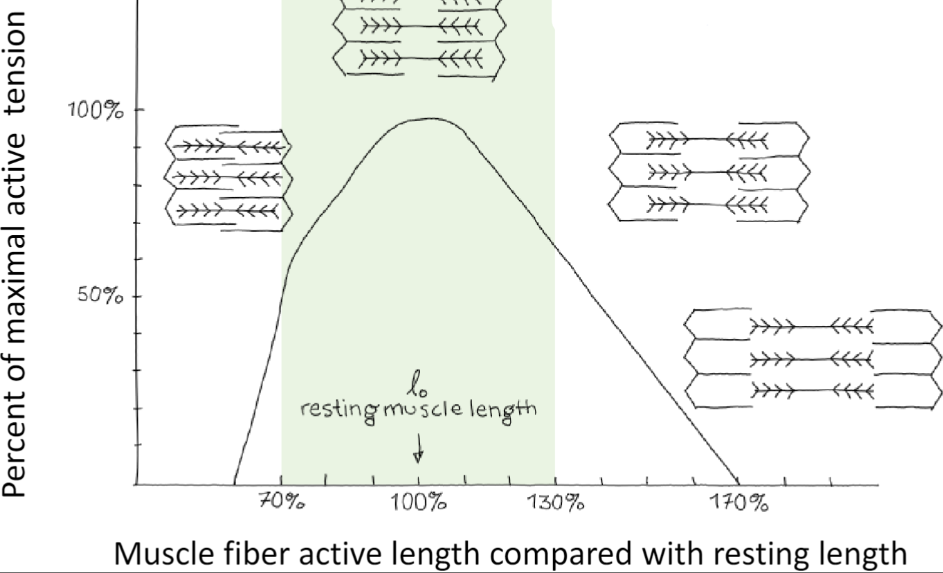 Percent of maximal active tension
100%
50%
l₀
resting muscle length
70%
100%
130%
170%
Muscle fiber active length compared with resting length